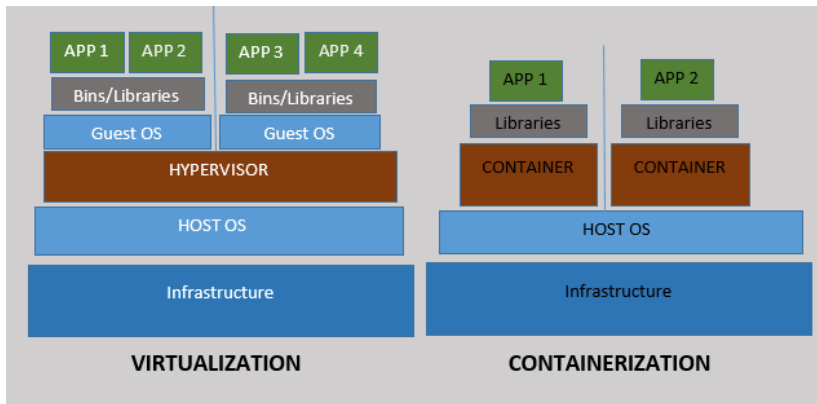 APP 1
APP 2
APP 3
APP 4
Bins/Libraries
Bins/Libraries
Guest OS
Guest OS
HYPERVISOR
HOST OS
Infrastructure
VIRTUALIZATION
APP 1
APP 2
Libraries
Libraries
CONTAINER
CONTAINER
HOST OS
Infrastructure
CONTAINERIZATION